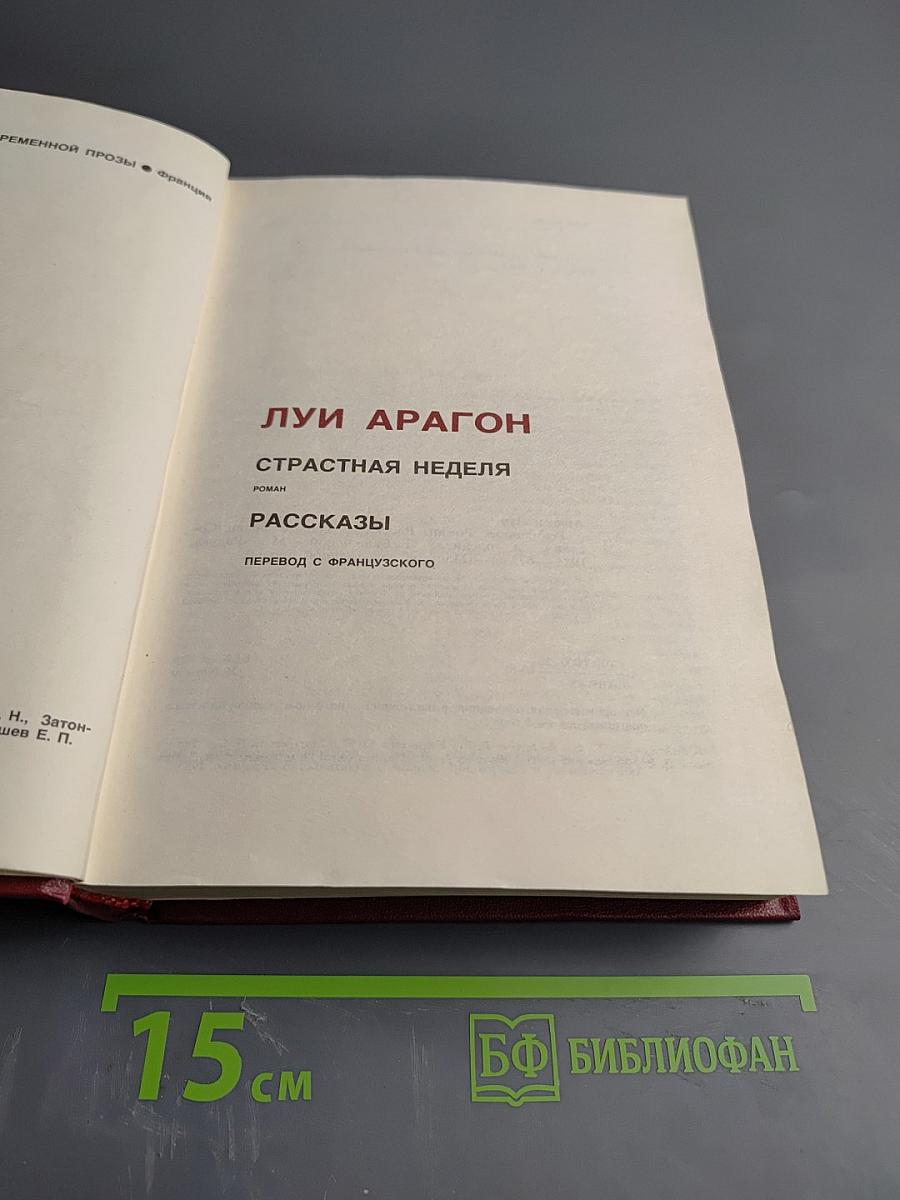 РЕМЕННОЙ ПРОЗЫ ● Франция
Н., Затон-
шев Е. П.
ЛУИ АРАГОН
СТРАСТНАЯ НЕДЕЛЯ
РОМАН
РАССКАЗЫ
ПЕРЕВОД С ФРАНЦУЗСКОГО
15 см
БФ БИБЛИОФАН